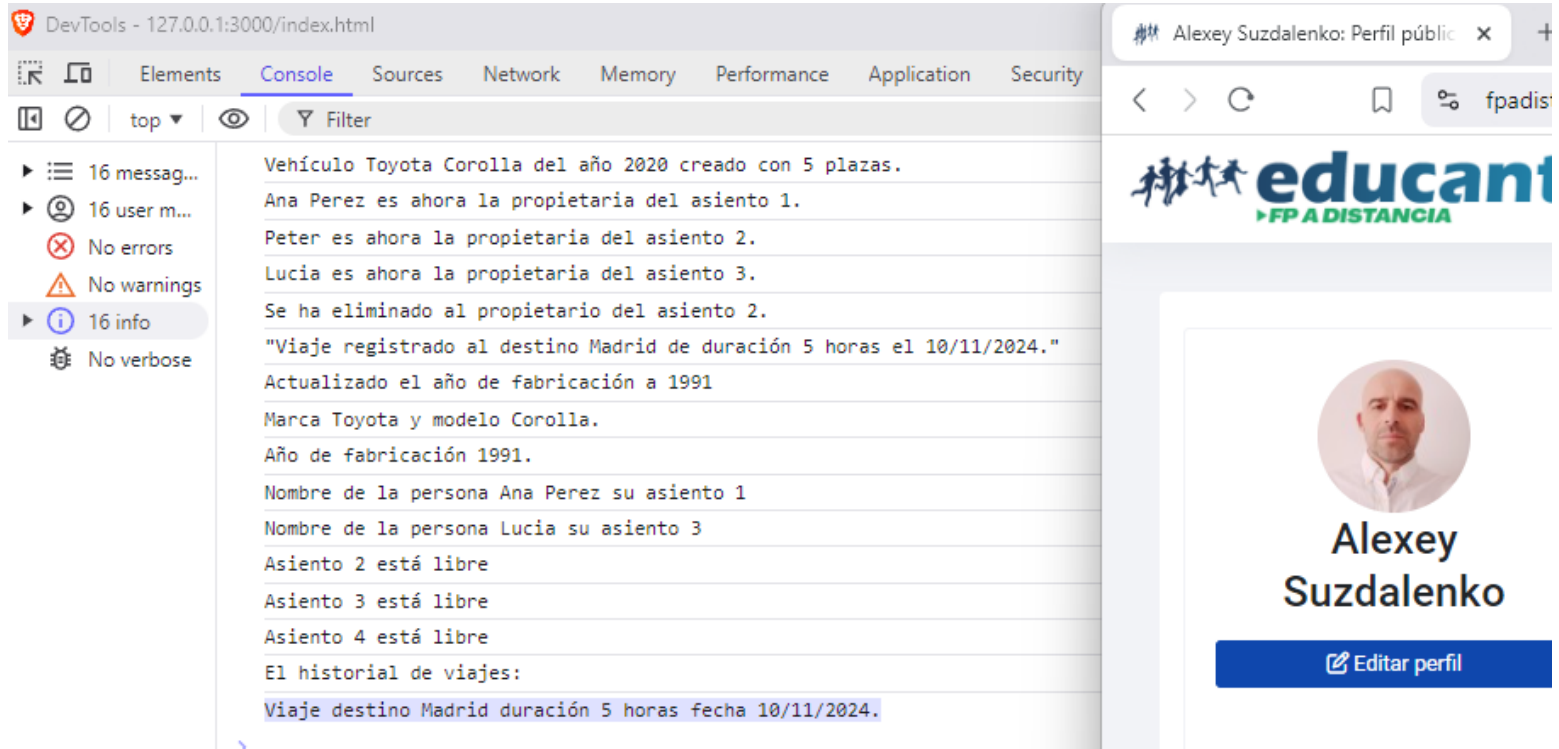 DevTools - 127.0.0.1:3000/index.html
Elements Console Sources Network Memory Performance Application Security
top ▼ Filter
16 messag...
16 user m...
No errors
No warnings
16 info
No verbose
Vehículo Toyota Corolla del año 2020 creado con 5 plazas.
Ana Perez es ahora la propietaria del asiento 1.
Peter es ahora la propietaria del asiento 2.
Lucia es ahora la propietaria del asiento 3.
Se ha eliminado al propietario del asiento 2.
"Viaje registrado al destino Madrid de duración 5 horas el 10/11/2024."
Actualizado el año de fabricación a 1991
Marca Toyota y modelo Corolla.
Año de fabricación 1991.
Nombre de la persona Ana Perez su asiento 1
Nombre de la persona Lucia su asiento 3
Asiento 2 está libre
Asiento 3 está libre
Asiento 4 está libre
El historial de viajes:
Viaje destino Madrid duración 5 horas fecha 10/11/2024.
Alexey Suzdalenko: Perfil públic
fpadist
educant
FP A DISTANCIA
Alexey
Suzdalenko
Editar perfil